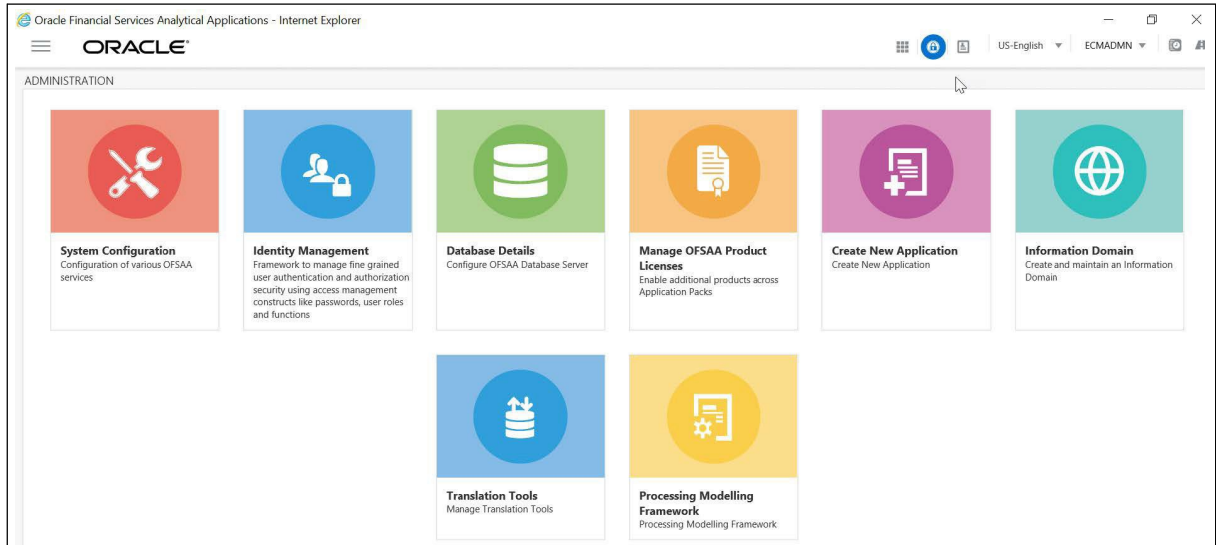 Oracle Financial Services Analytical Applications - Internet Explorer
ORACLE
US-English
ECMADMN
ADMINISTRATION
System Configuration
Configuration of various OFSAA
services
Identity Management
Framework to manage fine grained
user authentication and authorization
security using access management
constructs like passwords, user roles
and functions
Database Details
Configure OFSAA Database Server
Manage OFSAA Product
Licenses
Enable additional products across
Application Packs
Create New Application
Create New Application
Information Domain
Create and maintain an Information
Domain
Translation Tools
Manage Translation Tools
Processing Modelling
Framework
Processing Modelling Framework